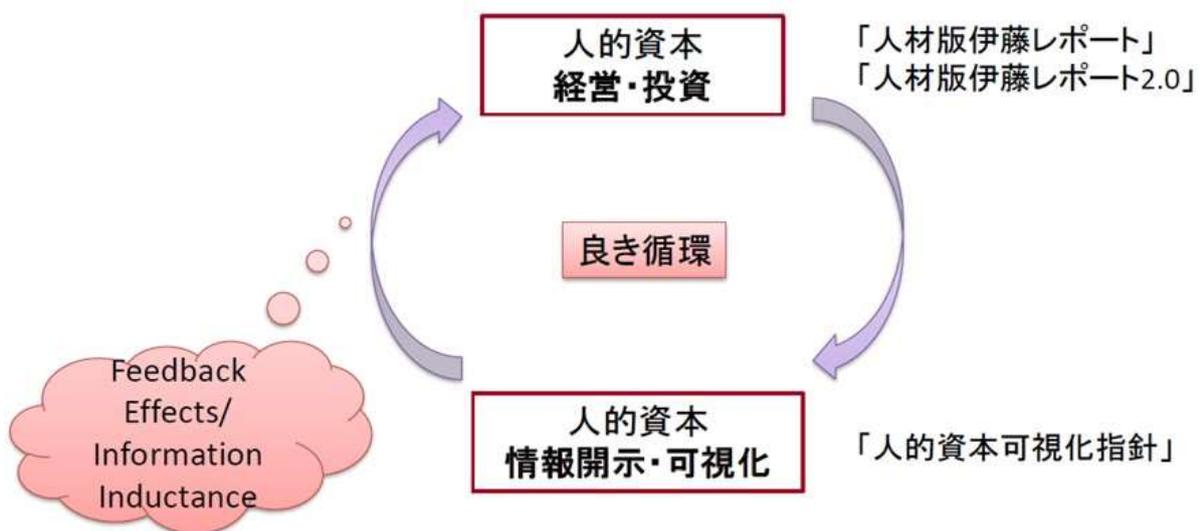 人的資本
経営・投資
「人材版伊藤レポート」
「人材版伊藤レポート2.0」
良き循環
Feedback
Effects/
Information
Inductance
人的資本
情報開示・可視化
「人的資本可視化指針」